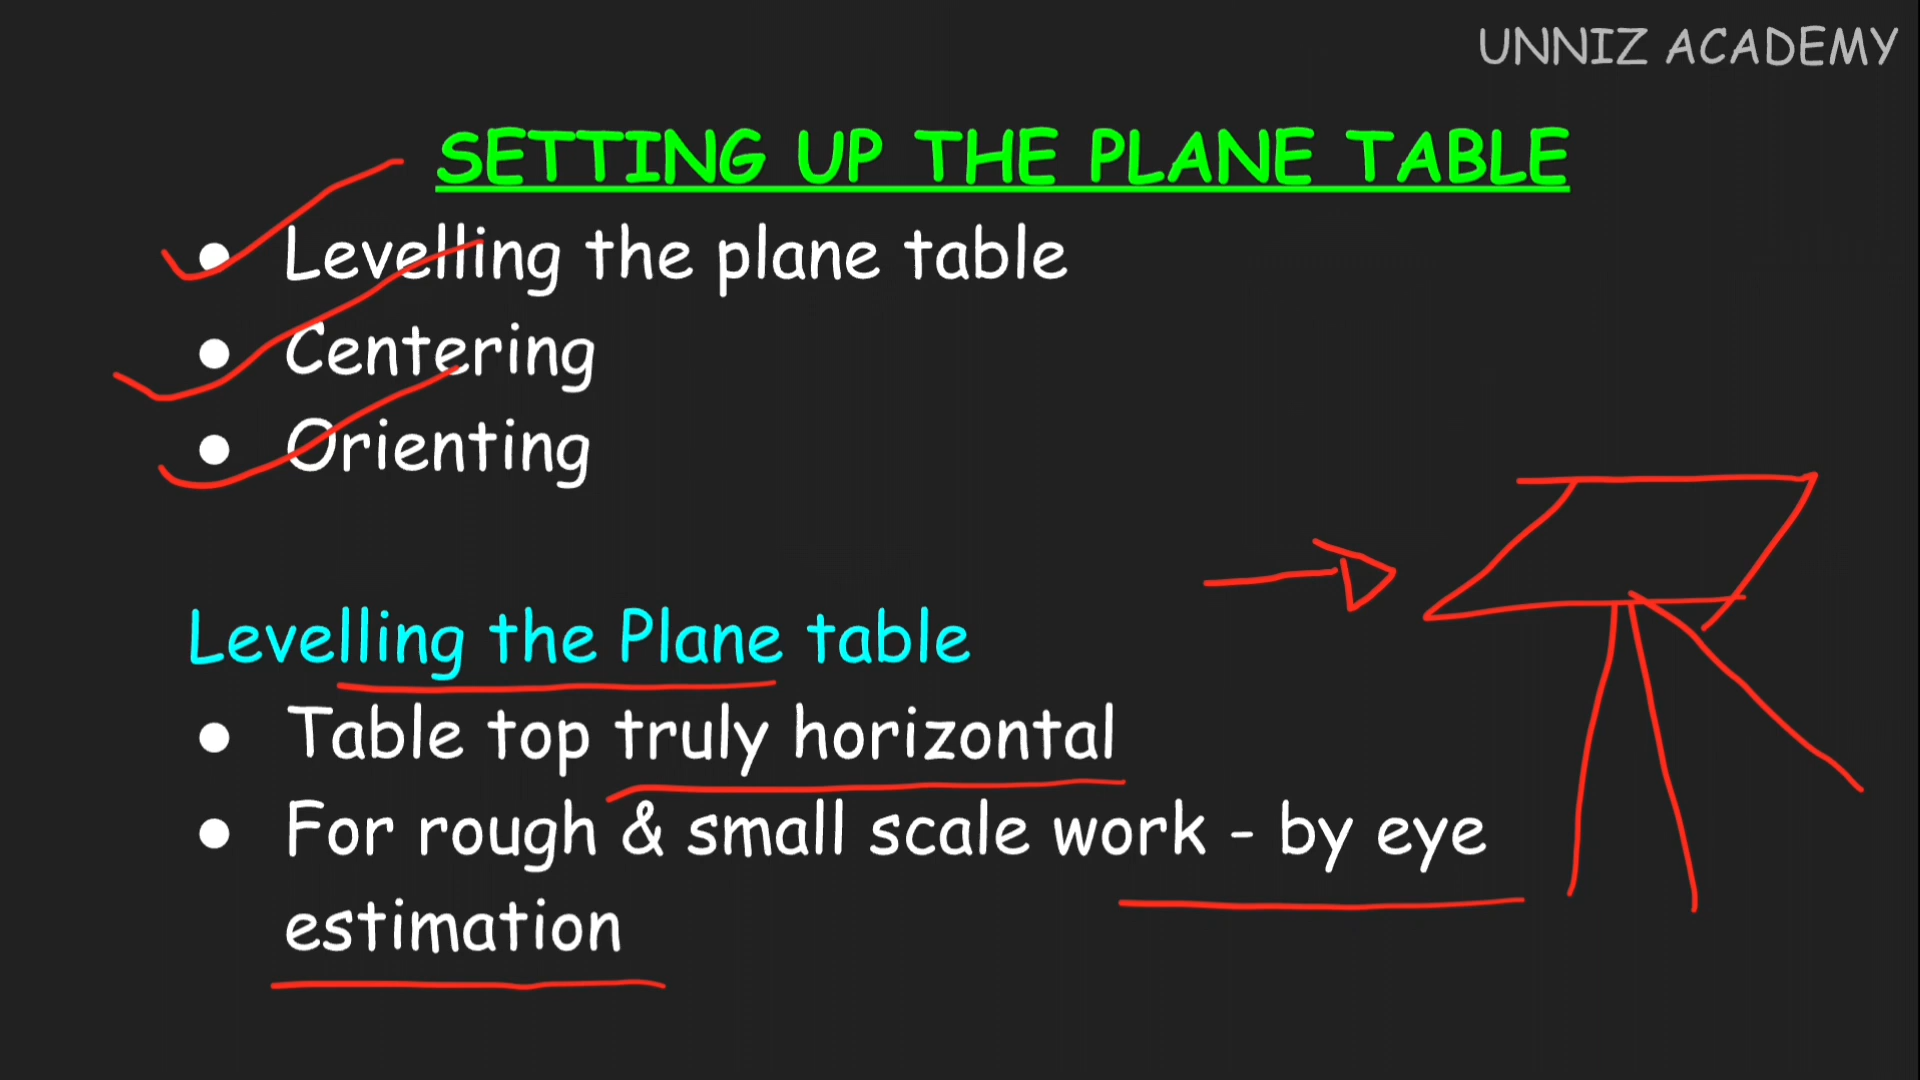 UNNIZ ACADEMY
SETTING UP THE PLANE TABLE
● Levelling the plane table
● Centering
● Orienting
Levelling the Plane table
● Table top truly horizontal
● For rough & small scale work - by eye
estimation